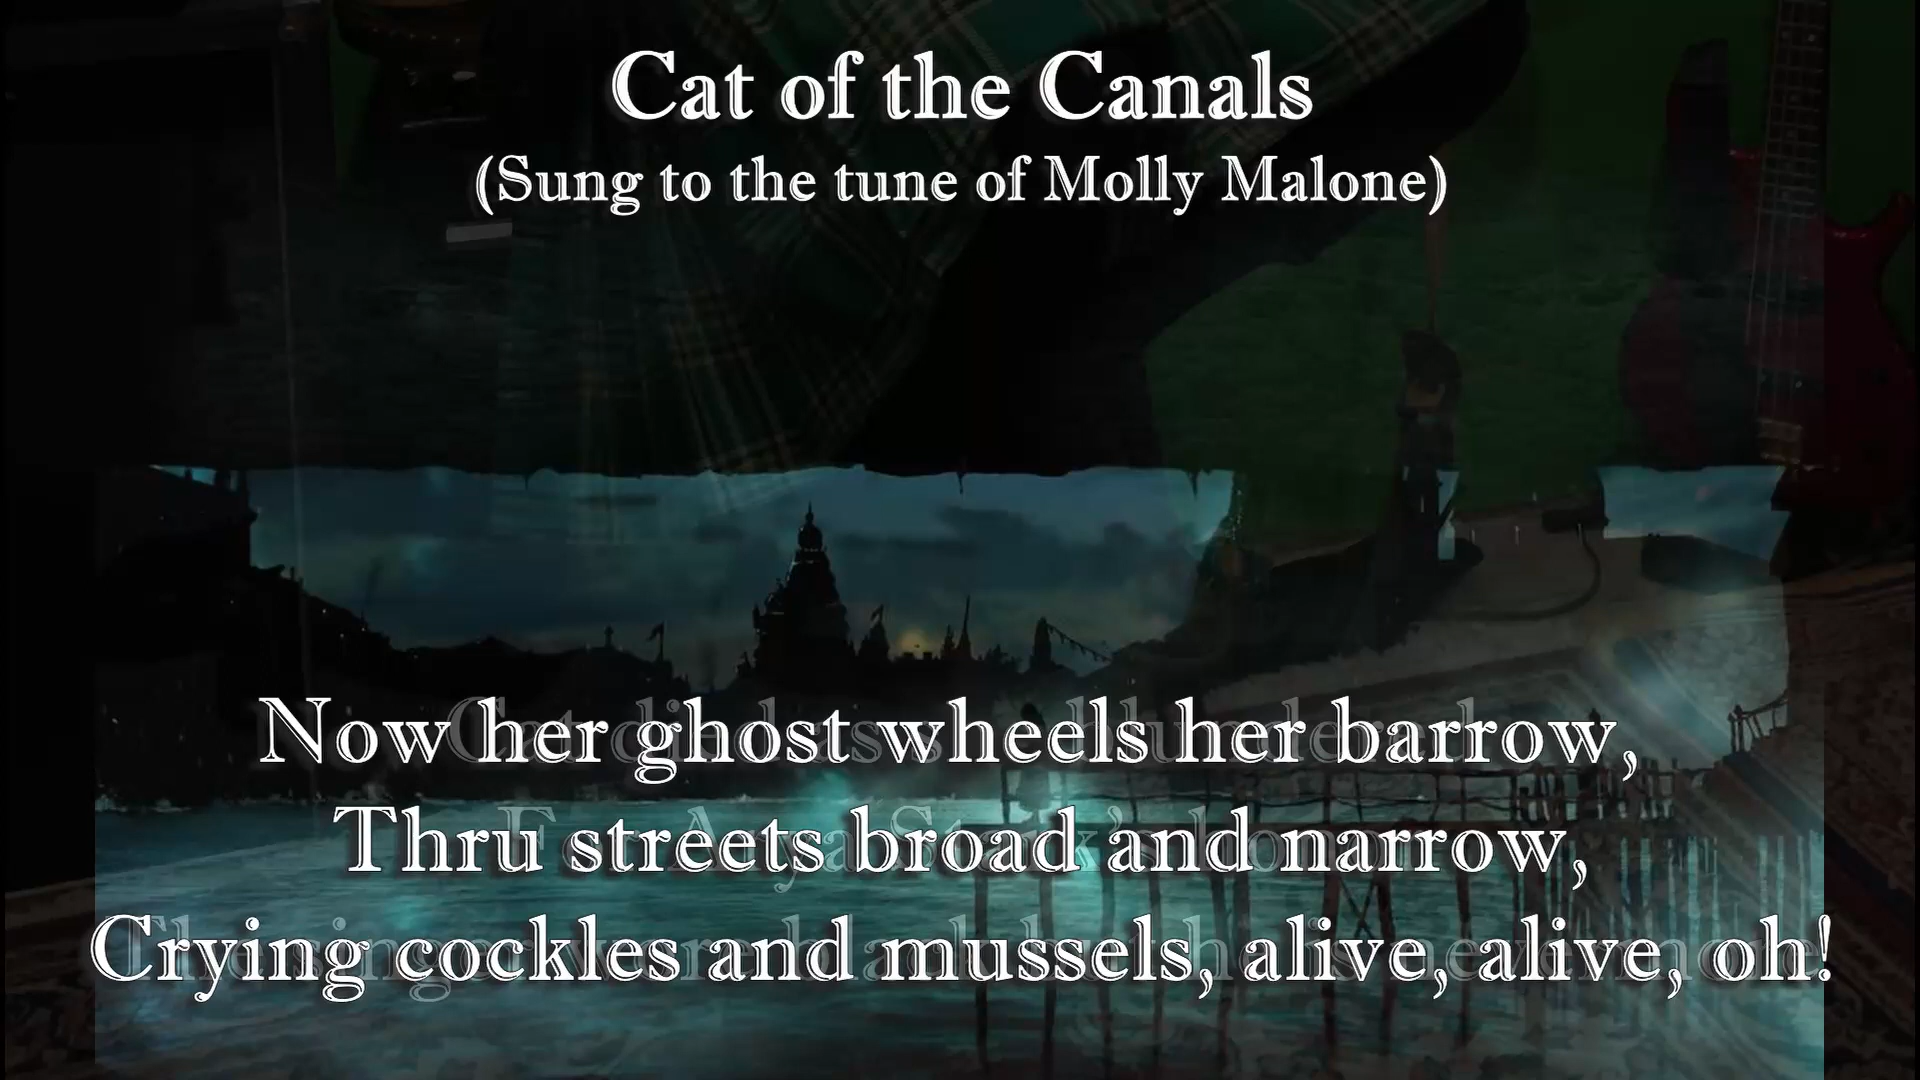 Cat of the Canals
(Sung to the tune of Molly Malone)
Now her ghost wheels her barrow,
Thru streets broad and narrow,
Crying cockles and mussels, alive, alive, oh!